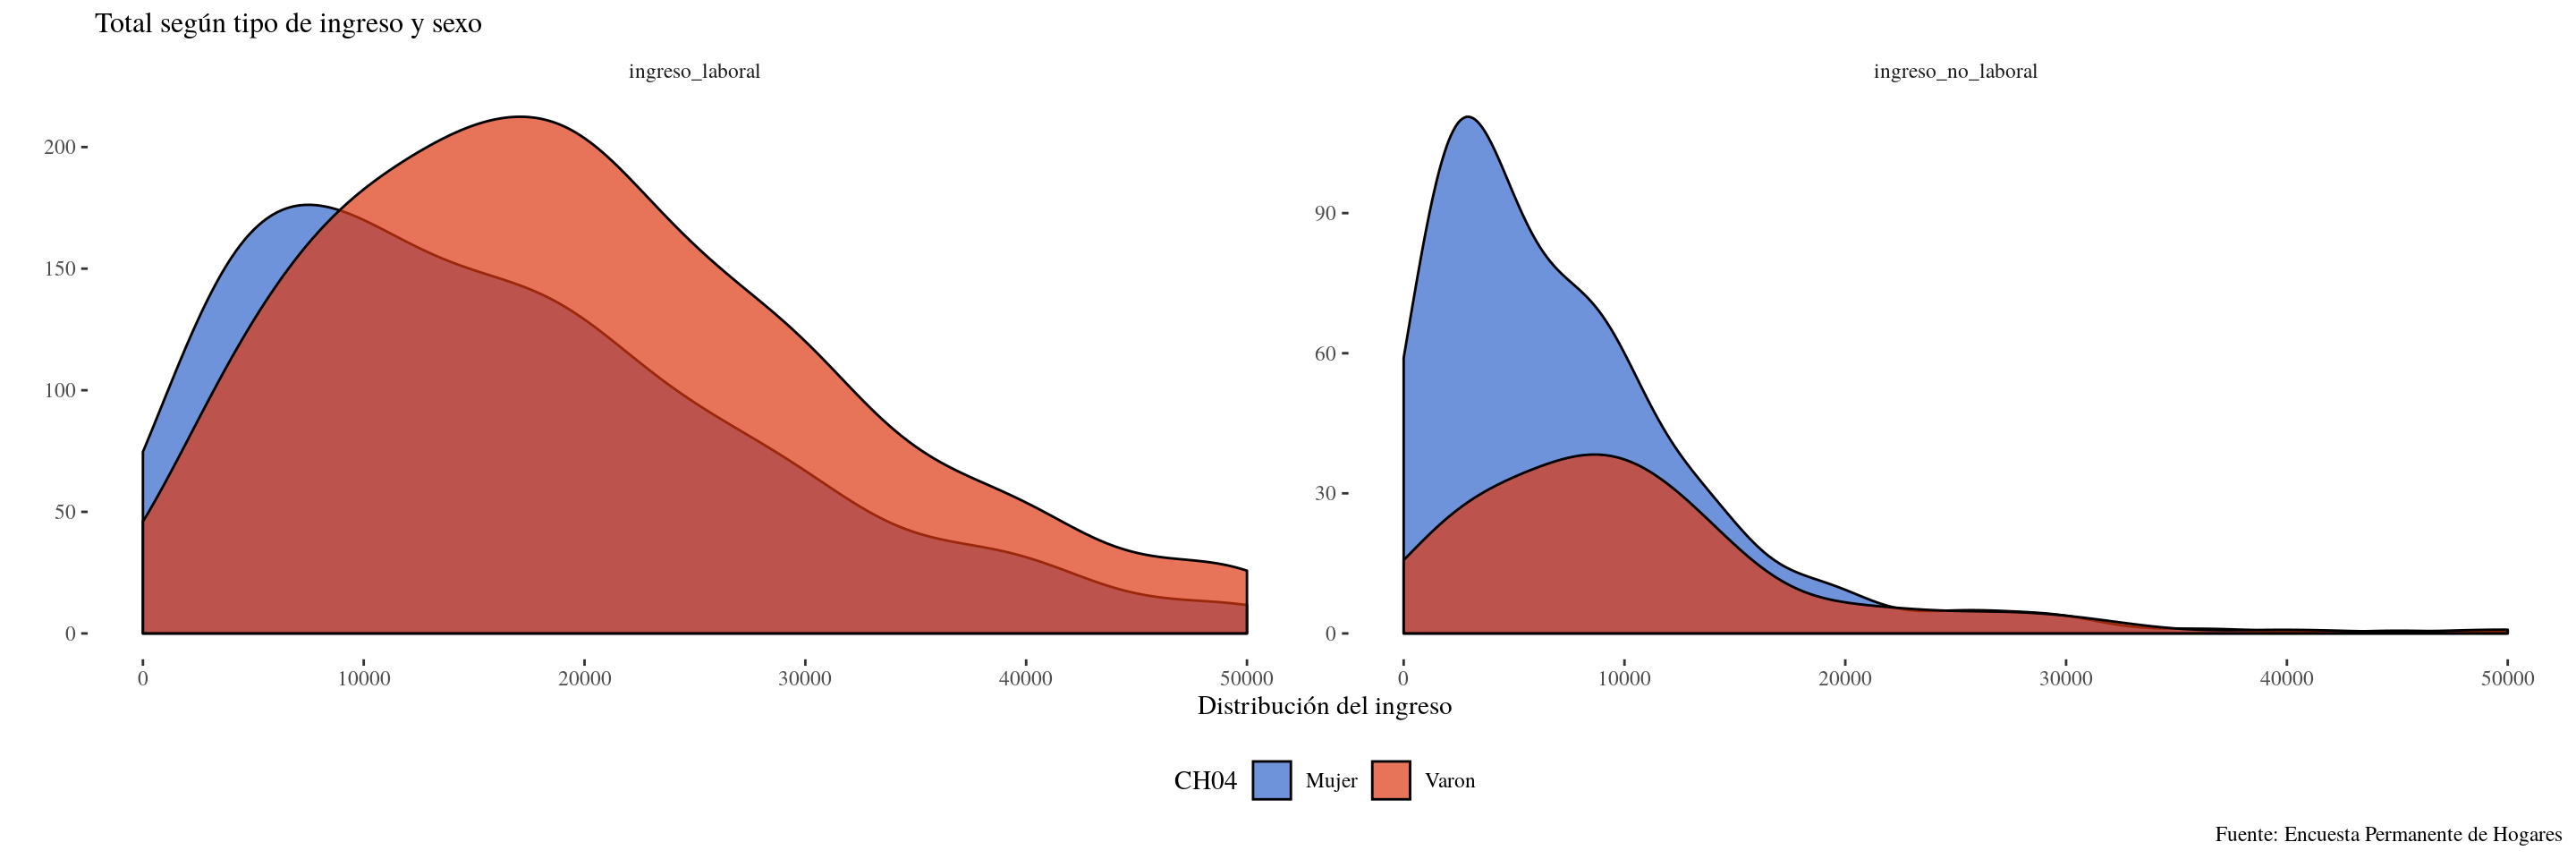 Total según tipo de ingreso y sexo
ingreso_laboral
ingreso_no_laboral
200
150
100
50
0
90
60
30
0
0 10000 20000 30000 40000 50000
0 10000 20000 30000 40000 50000
Distribución del ingreso
CH04 Mujer Varon
Fuente: Encuesta Permanente de Hogares